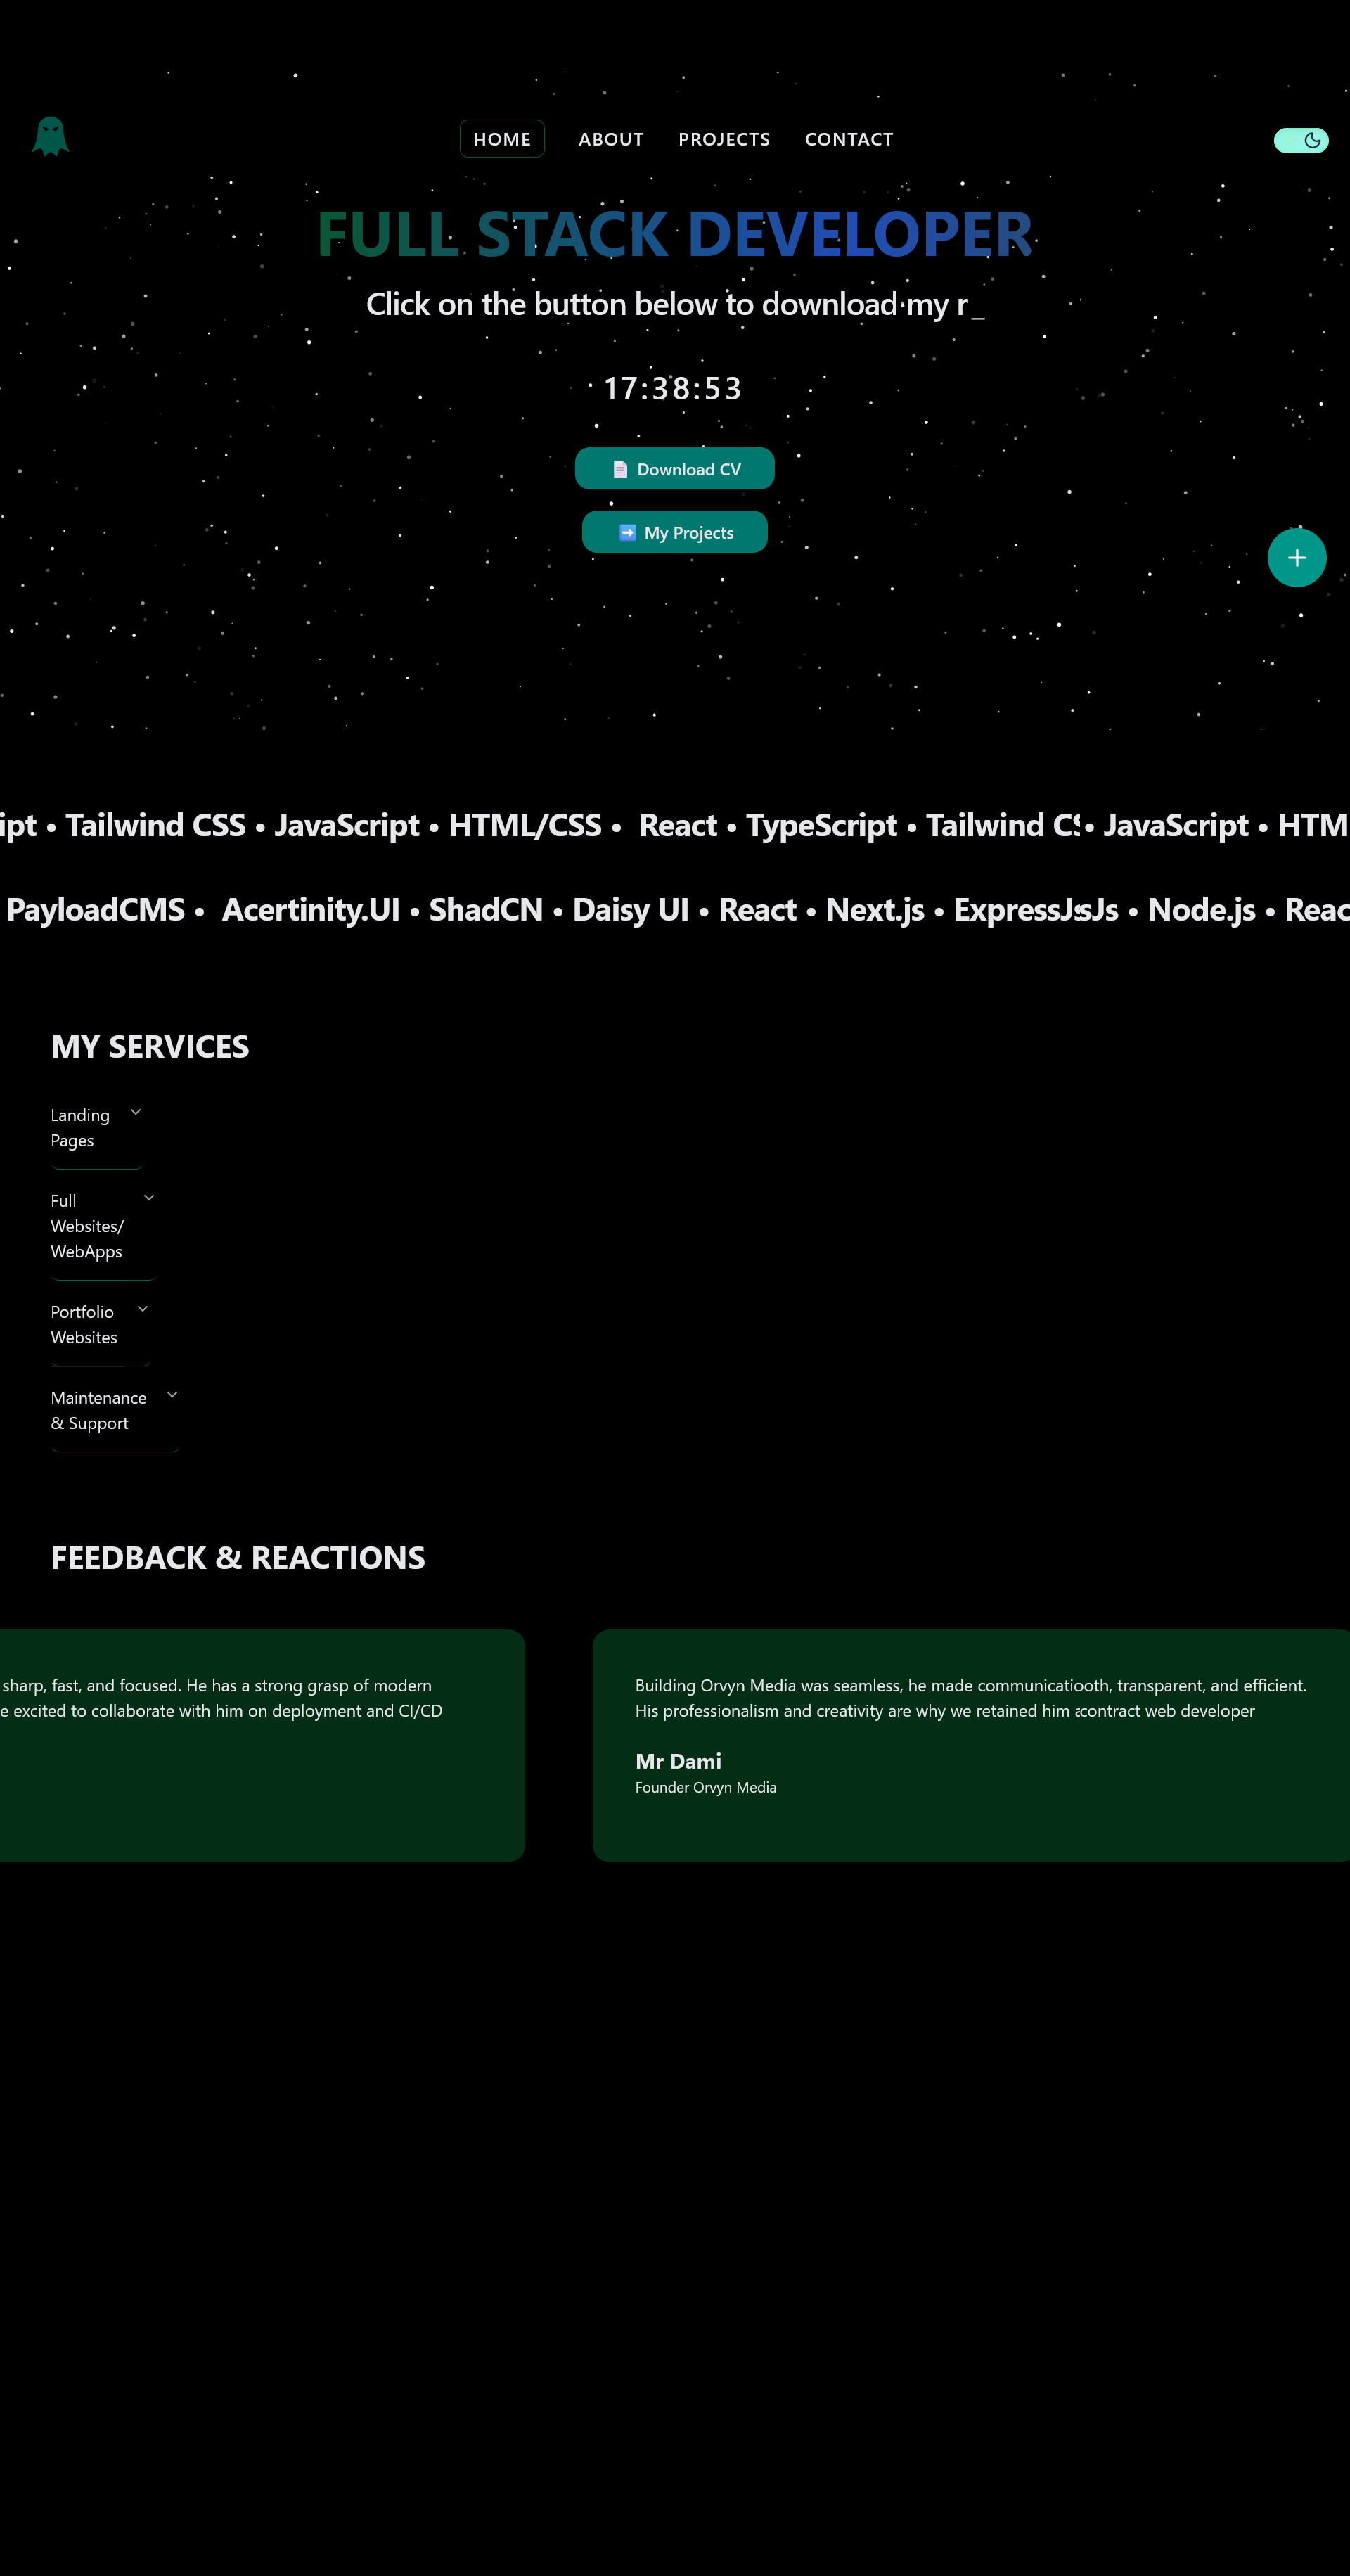 HOME ABOUT PROJECTS CONTACT
FULL STACK DEVELOPER
Click on the button below to download my r_
17:38:53
📄 Download CV
➡️ My Projects
ipt • Tailwind CSS • JavaScript • HTML/CSS • React • TypeScript • Tailwind CS • JavaScript • HTM
PayloadCMS • Acertinity.UI • ShadCN • Daisy UI • React • Next.js • ExpressJssJs • Node.js • Reac
MY SERVICES
Landing
Pages
Full
Websites/
WebApps
Portfolio
Websites
Maintenance
& Support
FEEDBACK & REACTIONS
sharp, fast, and focused. He has a strong grasp of modern
e excited to collaborate with him on deployment and CI/CD
Building Orvyn Media was seamless, he made communicatiooth, transparent, and efficient.
His professionalism and creativity are why we retained him contract web developer
Mr Dami
Founder Orvyn Media